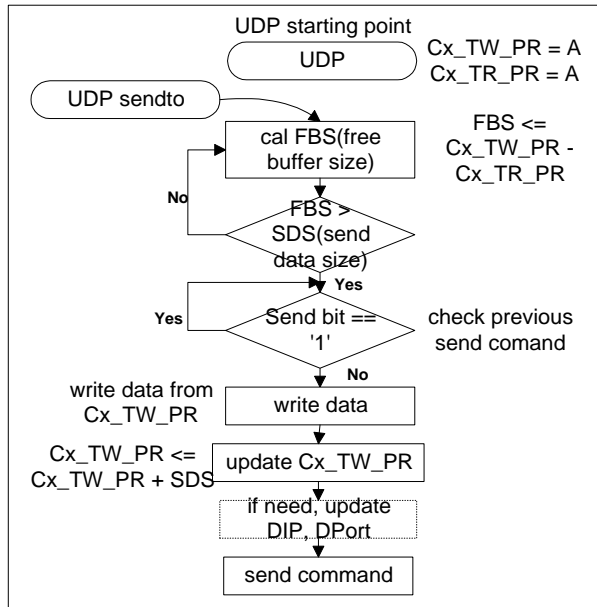 UDP starting point
UDP
Cx_TW_PR = A
Cx_TR_PR = A
UDP sendto
cal FBS(free
buffer size)
FBS <=
Cx_TW_PR -
Cx_TR_PR
No
FBS >
SDS(send
data size)
Yes
Yes
Send bit ==
'1'
check previous
send comand
No
write data from
Cx_TW_PR
write data
Cx_TW_PR <=
Cx_TW_PR + SDS
update Cx_TW_PR
if need, update
DIP, DPort
send command